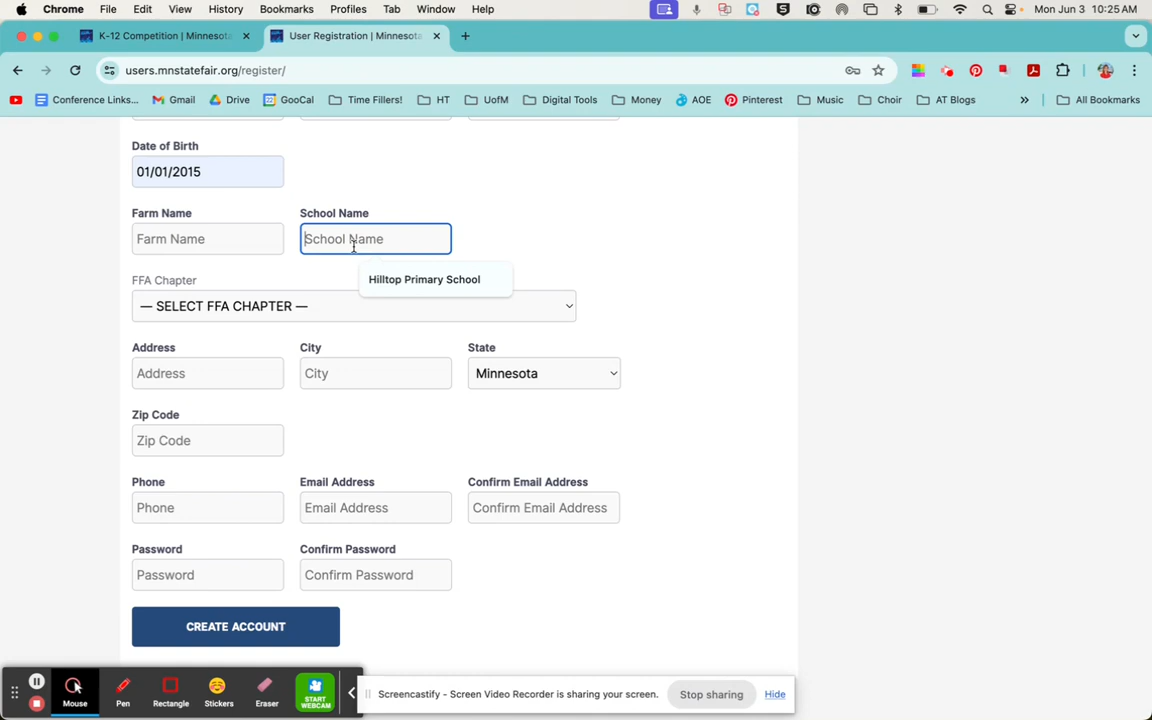 Chrome File Edit View History Bookmarks Profiles Tab Window Help Mon Jun 3 10:25 AM
K-12 Competition | Minnesota User Registration | Minnesota
users.mnstatefair.org/register/
Conference Links... Gmail Drive GooCal Time Fillers! HT UofM Digital Tools Money AOE Pinterest Music Choir AT Blogs » All Bookmarks
Date of Birth
01/01/2015
Farm Name School Name
Farm Name School Name
Hilltop Primary School
FFA Chapter
— SELECT FFA CHAPTER —
Address City State
Address City Minnesota
Zip Code
Zip Code
Phone Email Address Confirm Email Address
Phone Email Address Confirm Email Address
Password Confirm Password
Password Confirm Password
CREATE ACCOUNT
Mouse Pen Rectangle Stickers Eraser START WEBCAM
Screencastify - Screen Video Recorder is sharing your screen. Stop sharing Hide